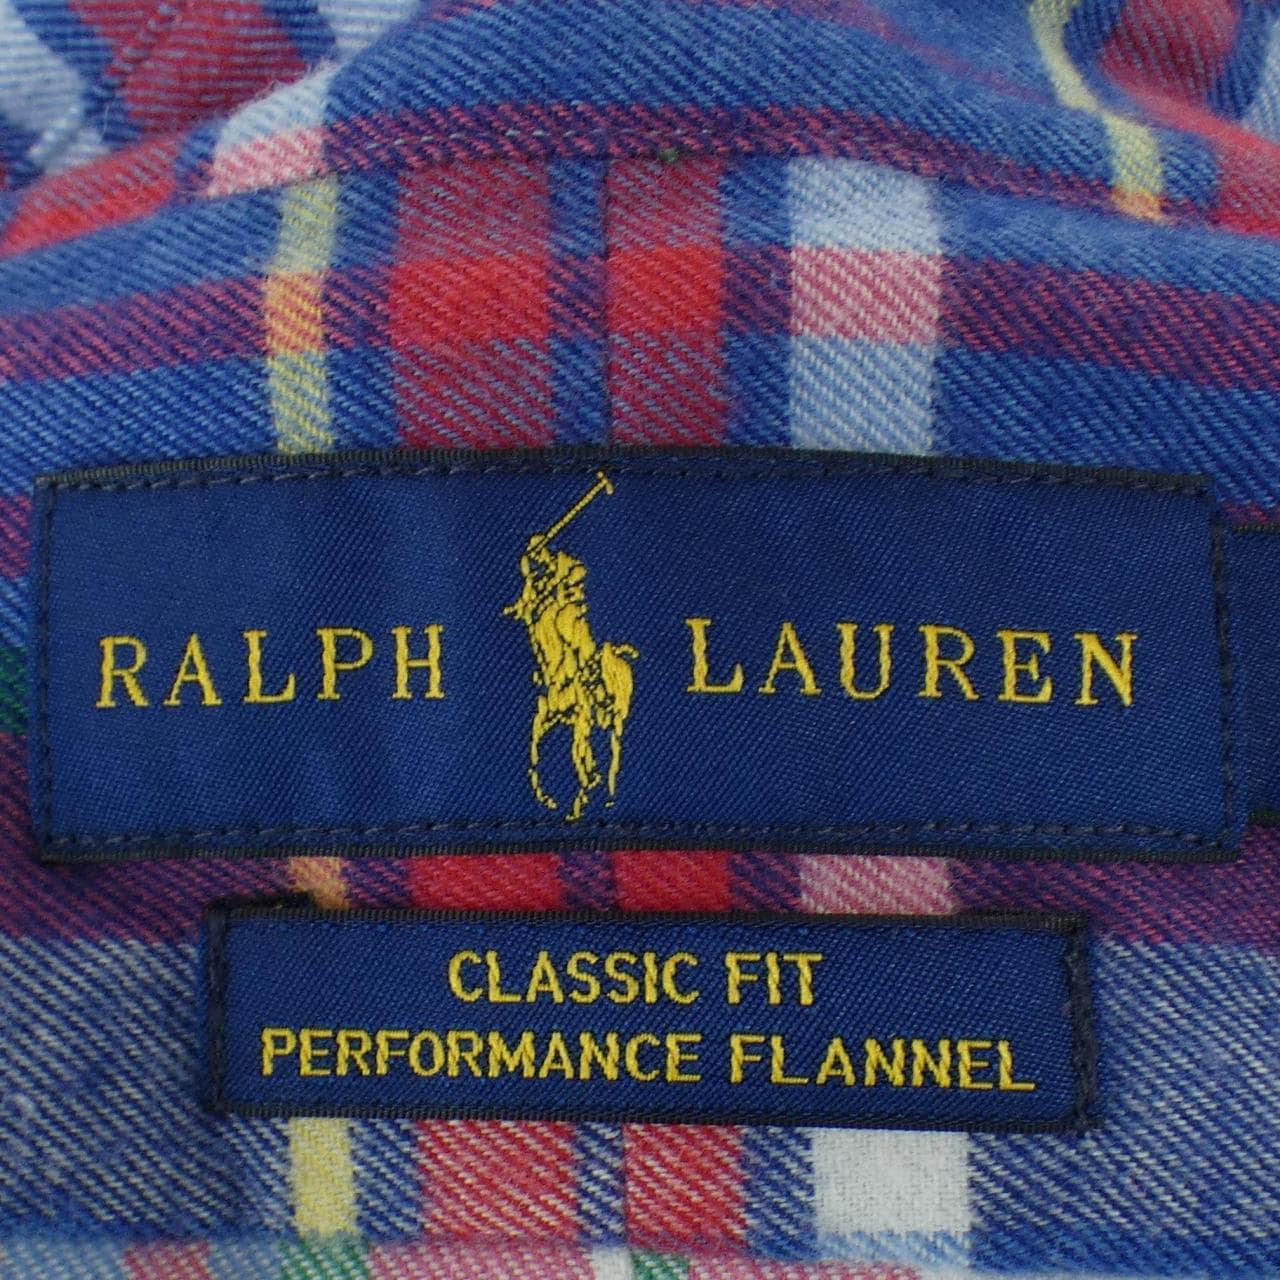 RALPH LAUREN
CLASSIC FIT
PERFORMANCE FLANNEL